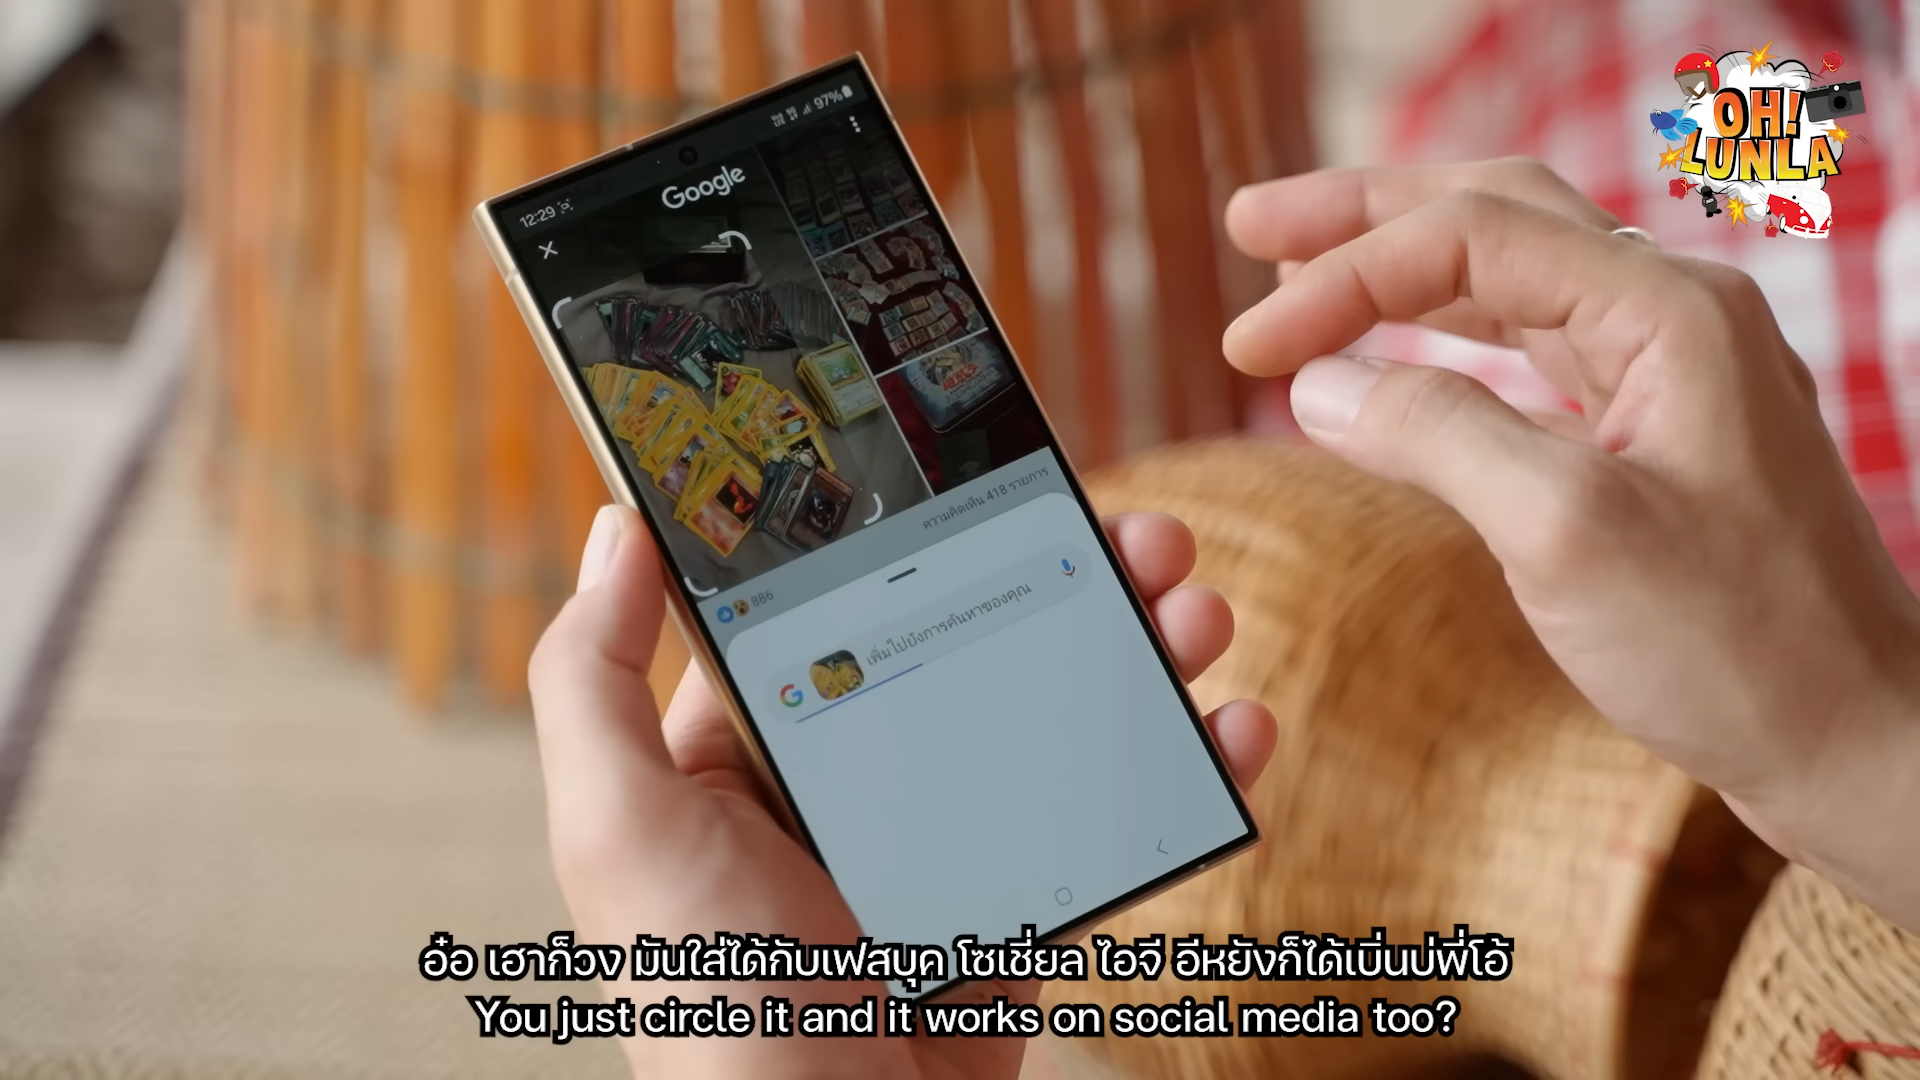 OH!
LUNLA
97%
12:29
Google
ความคิดเห็น 418 รายการ
886
เพิ่มไปยังการค้นหาของคุณ
อ๋อ เฮาก็วง มันใส่ได้กับเฟสบุค โซเชี่ยล ไอจี อีหยังก็ได้เบิ่นบ่พี่โอ้
You just circle it and it works on social media too?